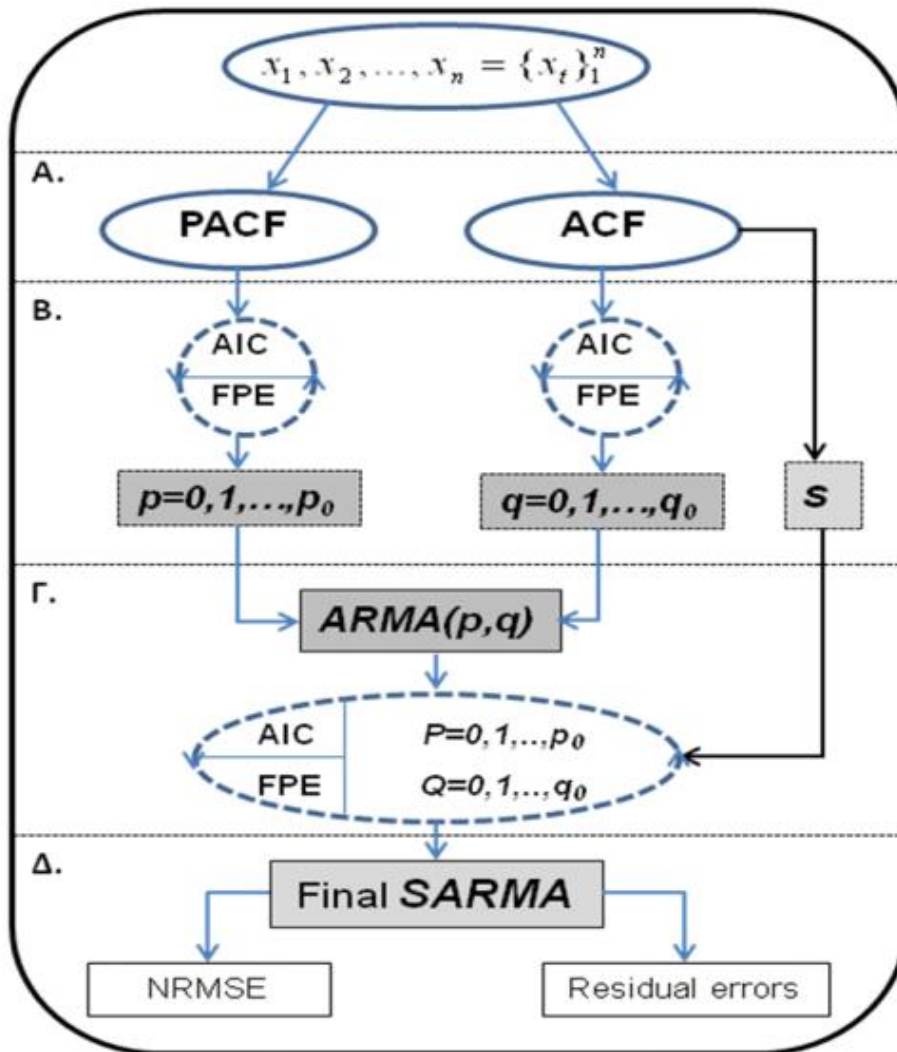 x₁, x₂, ..., xₙ = {xₜ}₁ⁿ
Α.
PACF
ACF
Β.
AIC
FPE
AIC
FPE
p=0,1,...,p₀
q=0,1,...,q₀
s
Γ.
ARMA(p,q)
AIC
FPE
P=0,1,..,p₀
Q=0,1,..,q₀
Δ.
Final SARMA
NRMSE
Residual errors